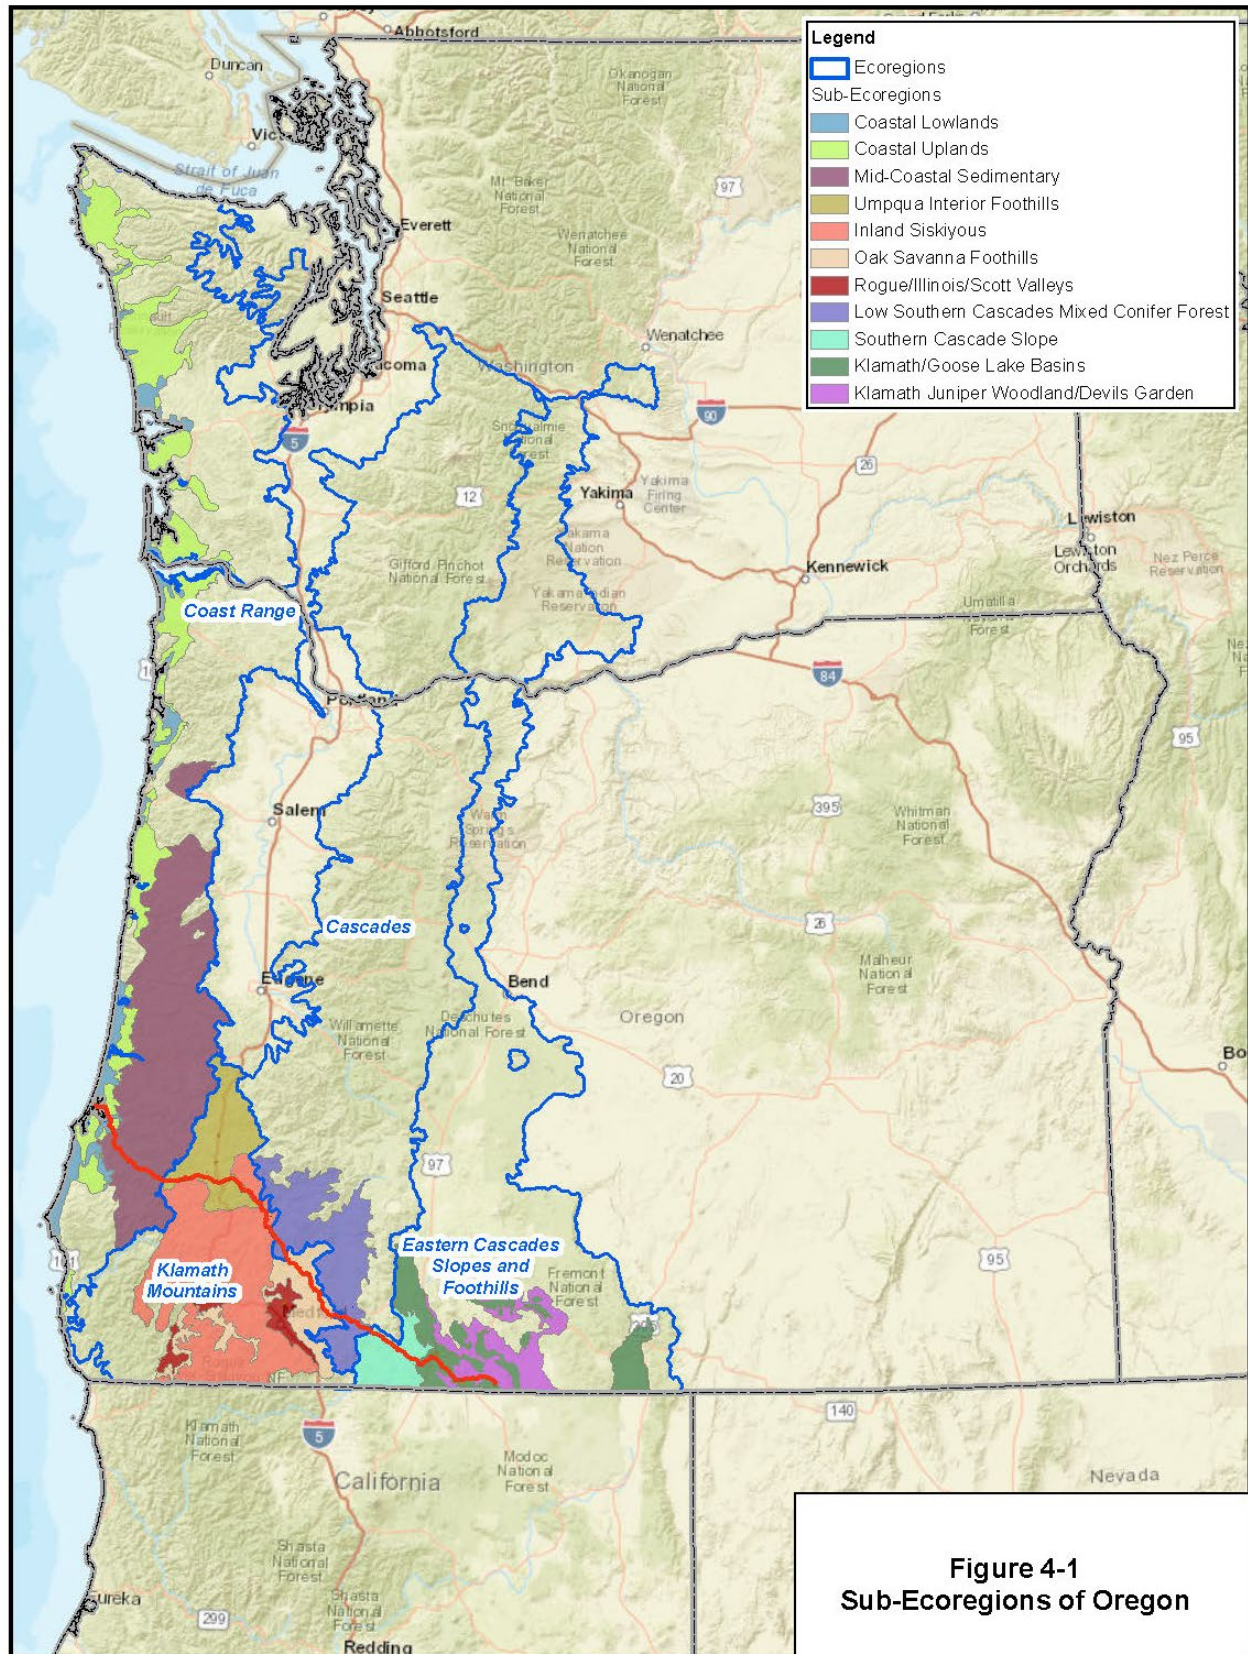 Abbotsford
Duncan
Strait of Juan
de Fuca
Okanogan
National
Forest
Mt. Baker
National
Forest
97
Everett
Wenatchee
National
Forest
Seattle
Wenatchee
Washington
90
5
12
Yakima
Yakima
Firing
Center
26
Lewiston
Lewiston
Orchards
Nez Perce
Reservation
Gifford Pinchot
National Forest
Kennewick
Coast Range
84
95
Salem
395
Whitman
National
Forest
Cascades
26
Eugene
Bend
Malheur
National
Forest
Willamette
National
Forest
Deschutes
National Forest
Oregon
20
97
Klamath
Mountains
Eastern Cascades
Slopes and
Foothills
Fremont
National
Forest
95
140
Klamath
National
Forest
5
California
Modoc
National
Forest
Nevada
Shasta
National
Forest
Shasta
National
Forest
299
Redding
Legend
Ecoregions
Sub-Ecoregions
Coastal Lowlands
Coastal Uplands
Mid-Coastal Sedimentary
Umpqua Interior Foothills
Inland Siskiyous
Oak Savanna Foothills
Rogue/Illinois/Scott Valleys
Low Southern Cascades Mixed Conifer Forest
Southern Cascade Slope
Klamath/Goose Lake Basins
Klamath Juniper Woodland/Devils Garden
Figure 4-1
Sub-Ecoregions of Oregon